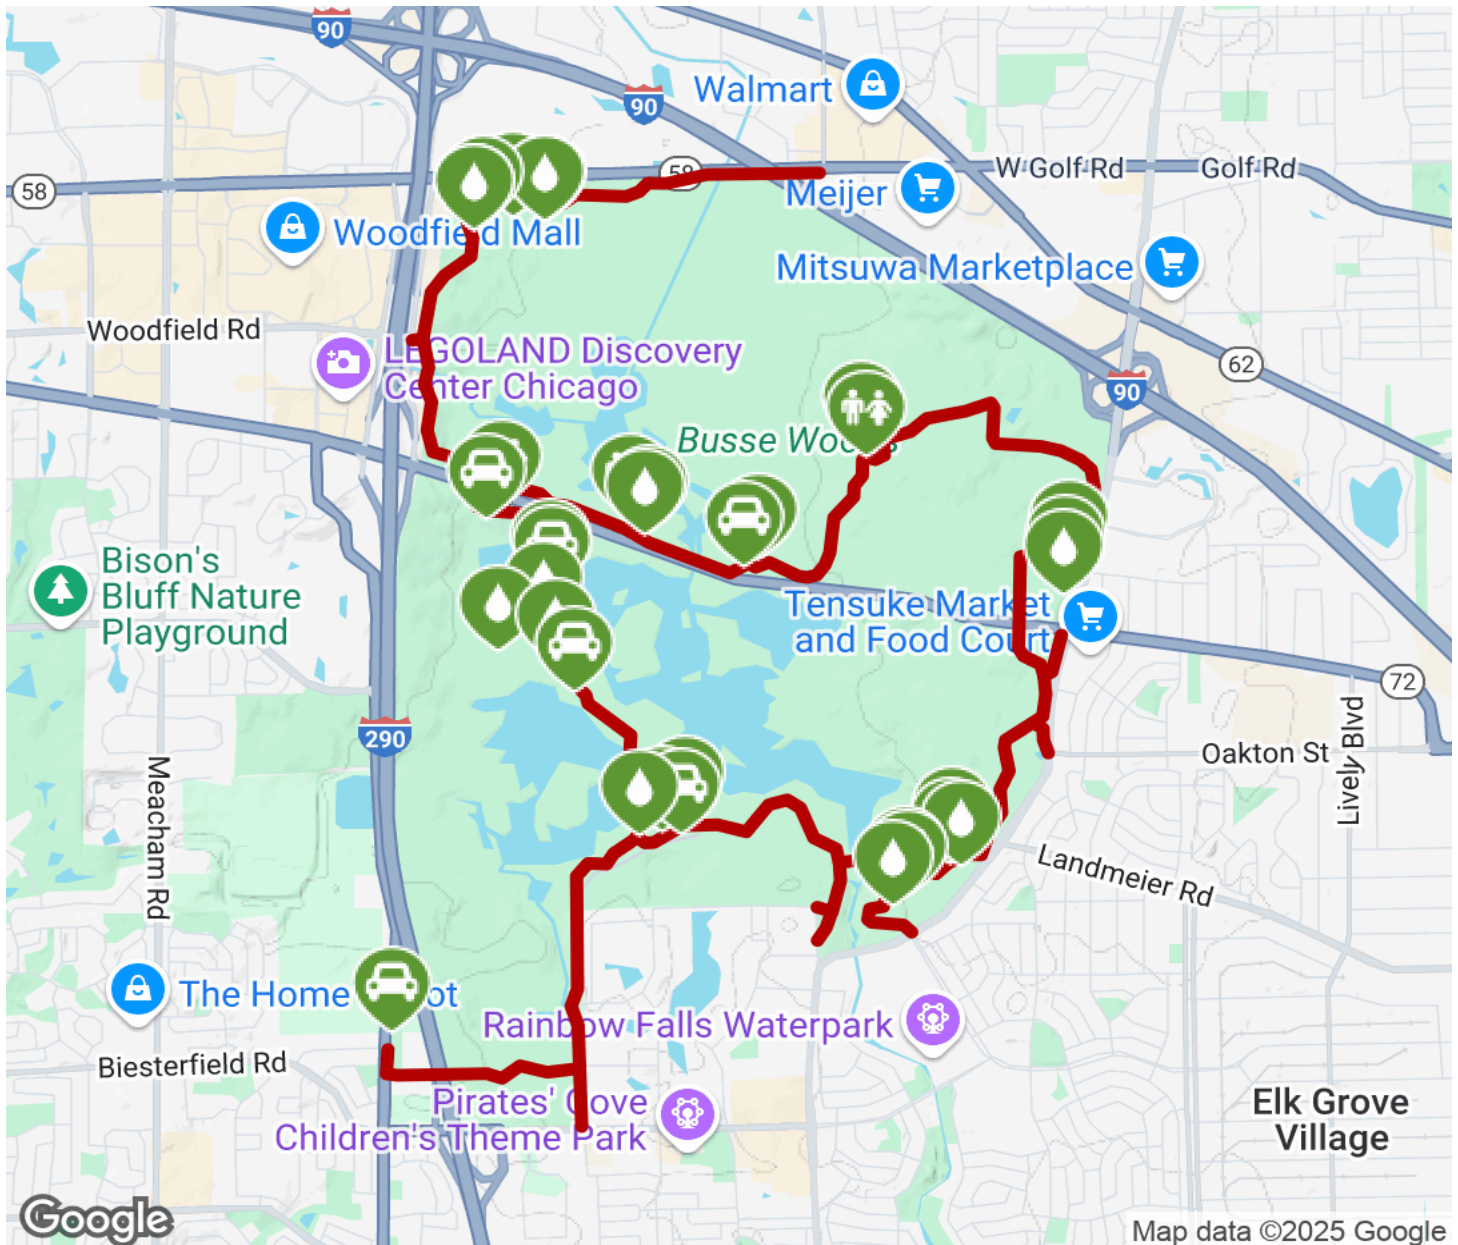 90
90
Walmart
58
W Golf Rd
Golf Rd
58
Meijer
Woodfield Mall
Mitsuwa Marketplace
Woodfield Rd
LEGOLAND Discovery
Center Chicago
62
90
Busse Wo
s
Bison's
Bluff Nature
Playground
Tensuke Market
and Food Court
72
290
Oakton St
Lively Blvd
Meacham Rd
Landmeier Rd
The Home
ot
Rainbow Falls Waterpark
Biesterfield Rd
Pirates' Cove
Children's Theme Park
Elk Grove
Village
Google
Map data ©2025 Google